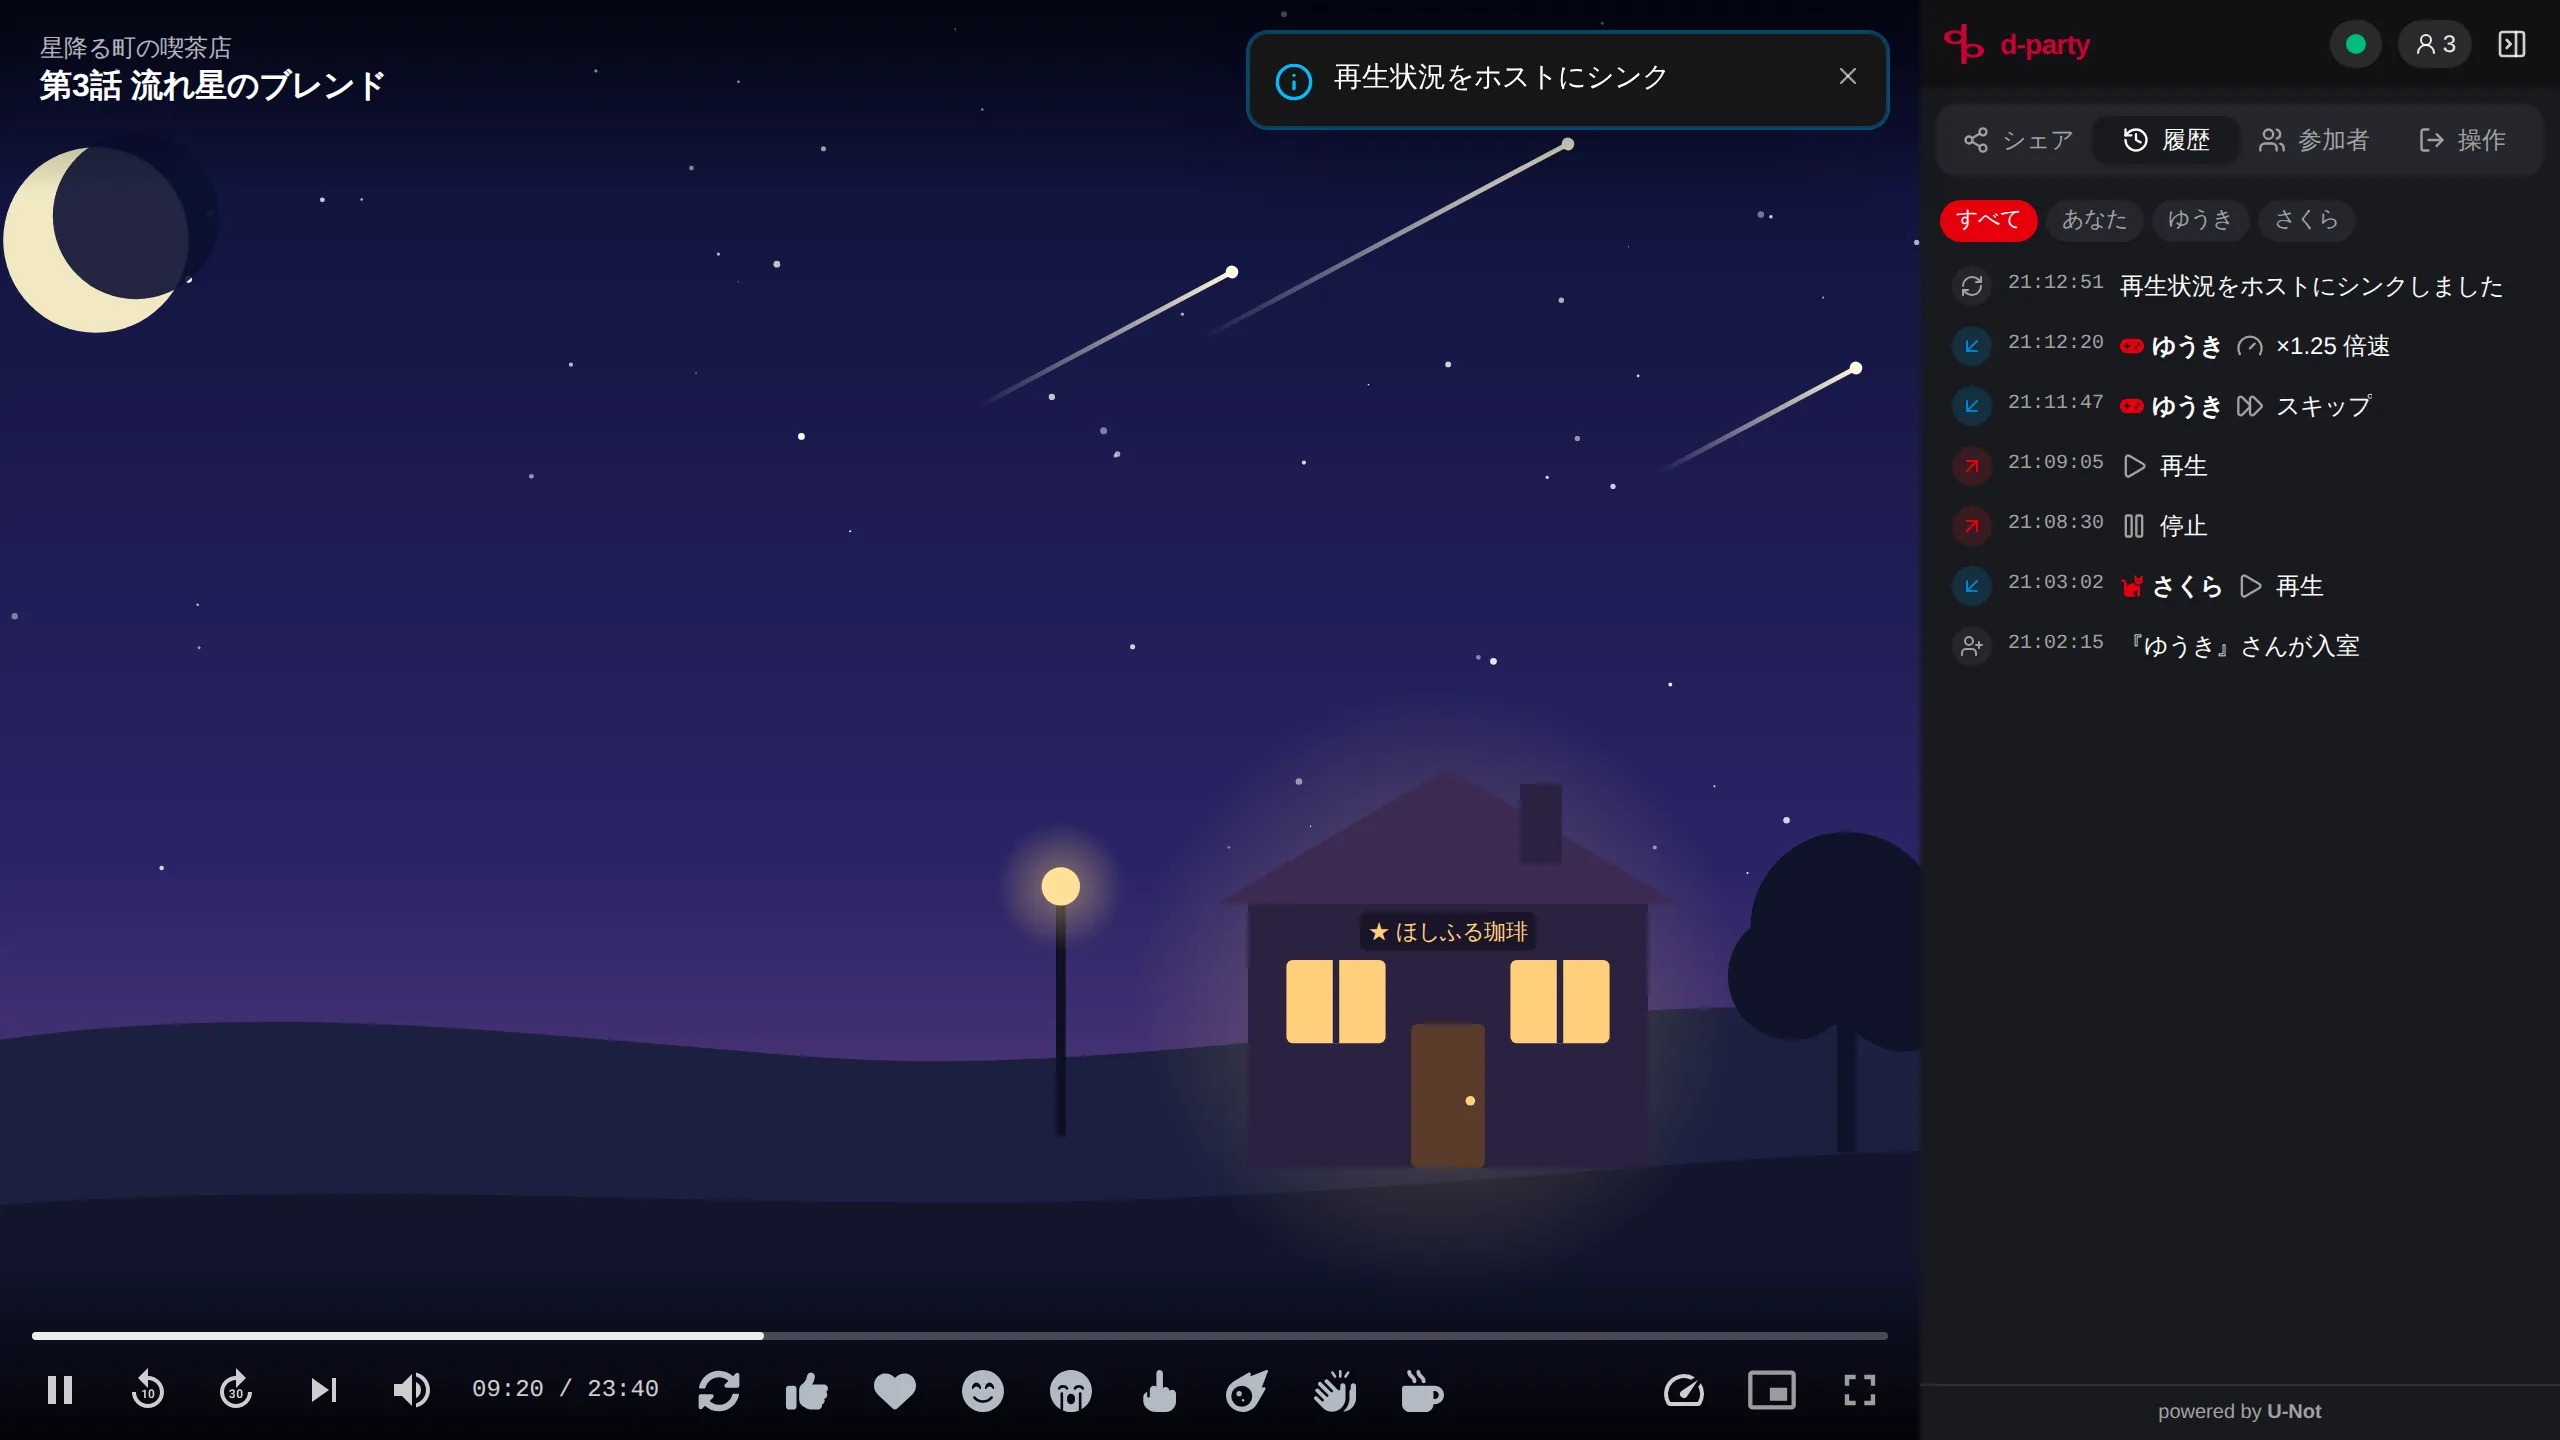 星降る町の喫茶店
第3話 流れ星のブレンド
再生状況をホストにシンク
★ ほしふる珈琲
10
30
09:20 / 23:40
d-party
3
シェア 履歴 参加者 操作
すべて あなた ゆうき さくら
21:12:51 再生状況をホストにシンクしました
21:12:20 ゆうき ×1.25 倍速
21:11:47 ゆうき スキップ
21:09:05 再生
21:08:30 停止
21:03:02 さくら 再生
21:02:15 『ゆうき』さんが入室
powered by U-Not